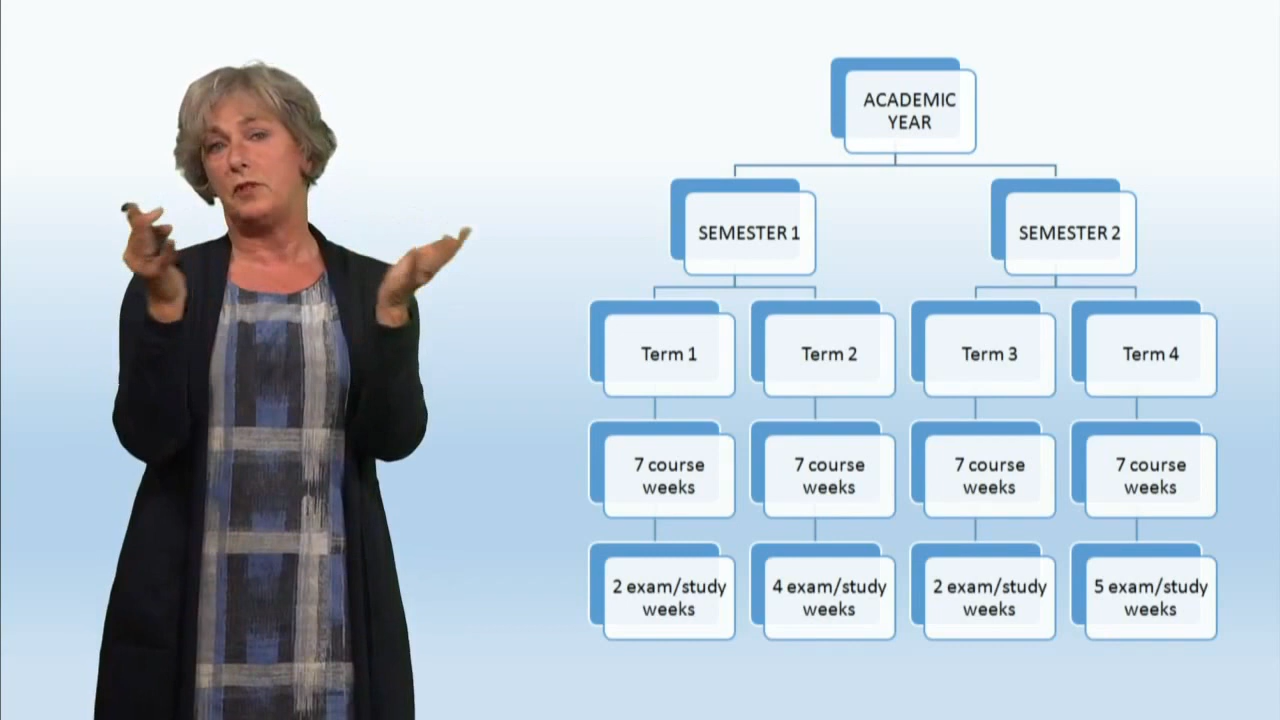 ACADEMIC
YEAR
SEMESTER 1
SEMESTER 2
Term 1
Term 2
Term 3
Term 4
7 course
weeks
7 course
weeks
7 course
weeks
7 course
weeks
2 exam/study
weeks
4 exam/study
weeks
2 exam/study
weeks
5 exam/study
weeks